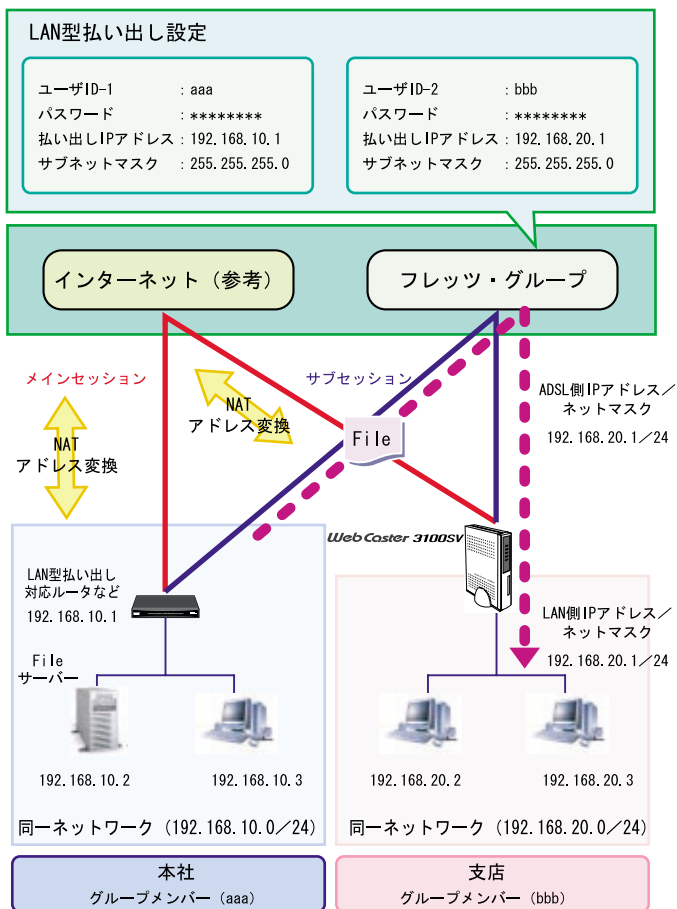 LAN型払い出し設定
ユーザID-1 : aaa
パスワード : ********
払い出しIPアドレス : 192.168.10.1
サブネットマスク : 255.255.255.0
ユーザID-2 : bbb
パスワード : ********
払い出しIPアドレス : 192.168.20.1
サブネットマスク : 255.255.255.0
インターネット（参考）
フレッツ・グループ
メインセッション
サブセッション
NAT
アドレス変換
NAT
アドレス変換
File
ADSL側IPアドレス／
ネットマスク
192.168.20.1／24
Web Caster 3100SV
LAN型払い出し
対応ルータなど
192.168.10.1
LAN側IPアドレス／
ネットマスク
192.168.20.1／24
File
サーバー
192.168.10.2
192.168.10.3
192.168.20.2
192.168.20.3
同一ネットワーク（192.168.10.0／24）
同一ネットワーク（192.168.20.0／24）
本社
グループメンバー（aaa）
支店
グループメンバー（bbb）